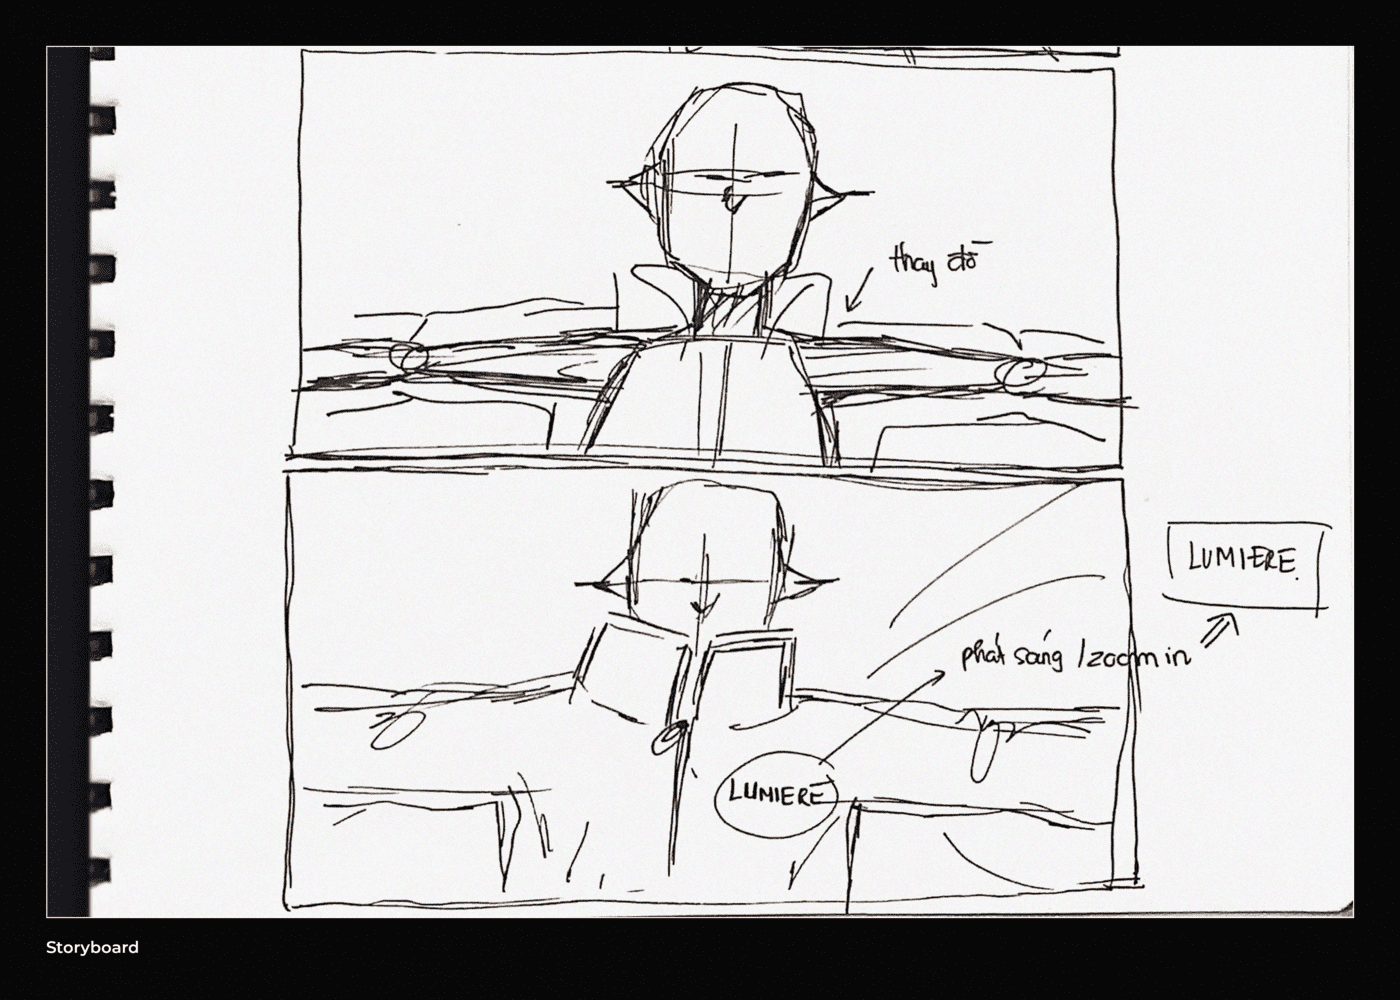 thay đồ
LUMIERE
phát sáng / zoom in
LUMIERE
Storyboard